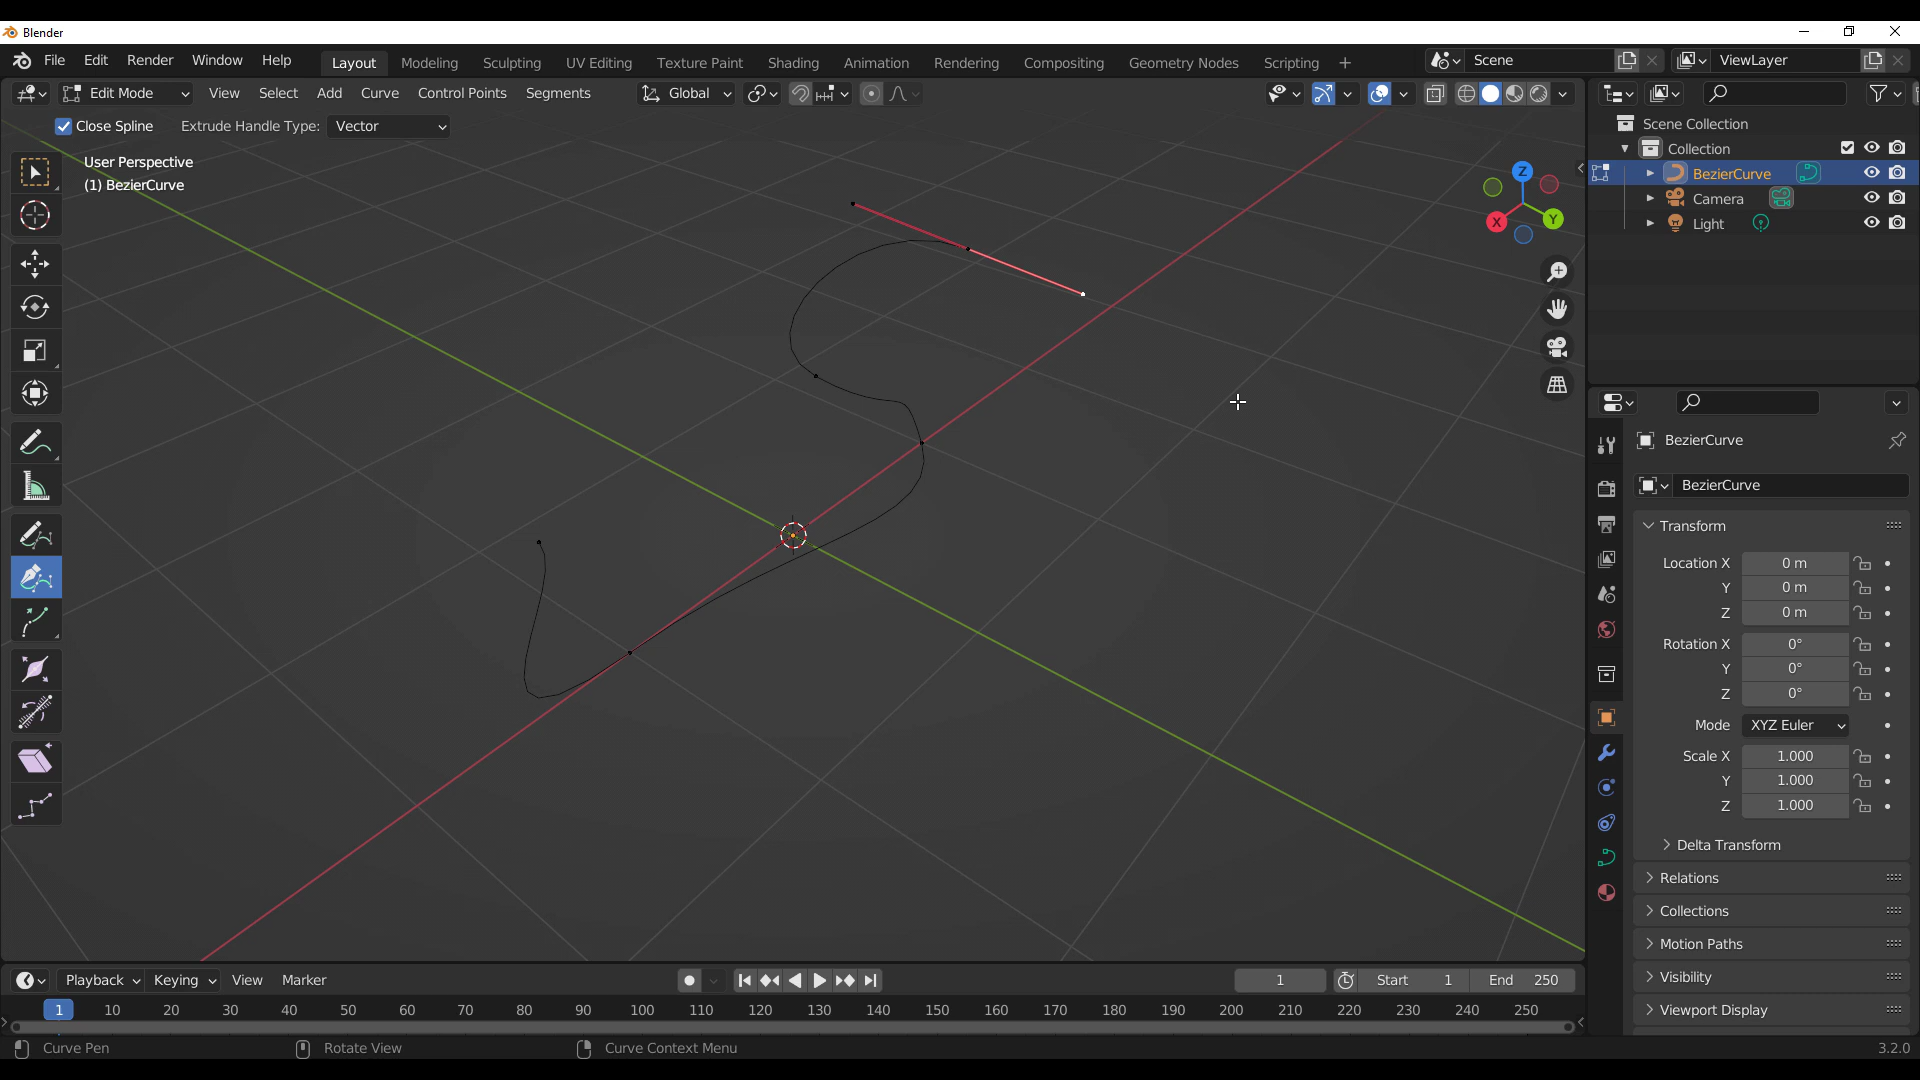 Blender
File Edit Render Window Help Layout Modeling Sculpting UV Editing Texture Paint Shading Animation Rendering Compositing Geometry Nodes Scripting + Scene ViewLayer
Edit Mode View Select Add Curve Control Points Segments Global
Close Spline Extrude Handle Type: Vector
User Perspective
(1) BezierCurve
Z
X
Y
Scene Collection
Collection
BezierCurve
Camera
Light
BezierCurve
BezierCurve
Transform
Location X 0 m
Y 0 m
Z 0 m
Rotation X 0°
Y 0°
Z 0°
Mode XYZ Euler
Scale X 1.000
Y 1.000
Z 1.000
Delta Transform
Relations
Collections
Motion Paths
Visibility
Viewport Display
Playback Keying View Marker 1 Start 1 End 250
1 10 20 30 40 50 60 70 80 90 100 110 120 130 140 150 160 170 180 190 200 210 220 230 240 250
Curve Pen Rotate View Curve Context Menu 3.2.0